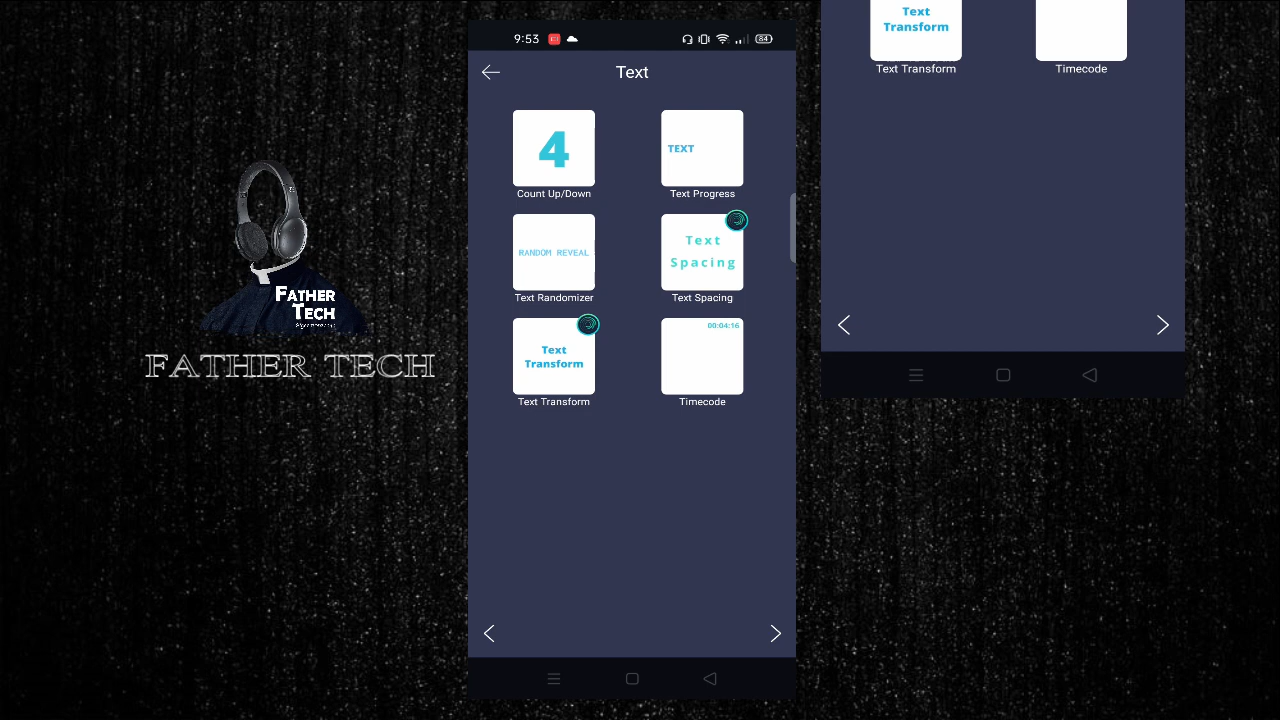 9:53
84
Text
4
Count Up/Down
TEXT
Text Progress
RANDOM REVEAL
Text Randomizer
Text
Spacing
Text Spacing
Text
Transform
Text Transform
00:04:16
Timecode
Text
Transform
Text Transform
Timecode
FATHER
TECH
FATHER TECH